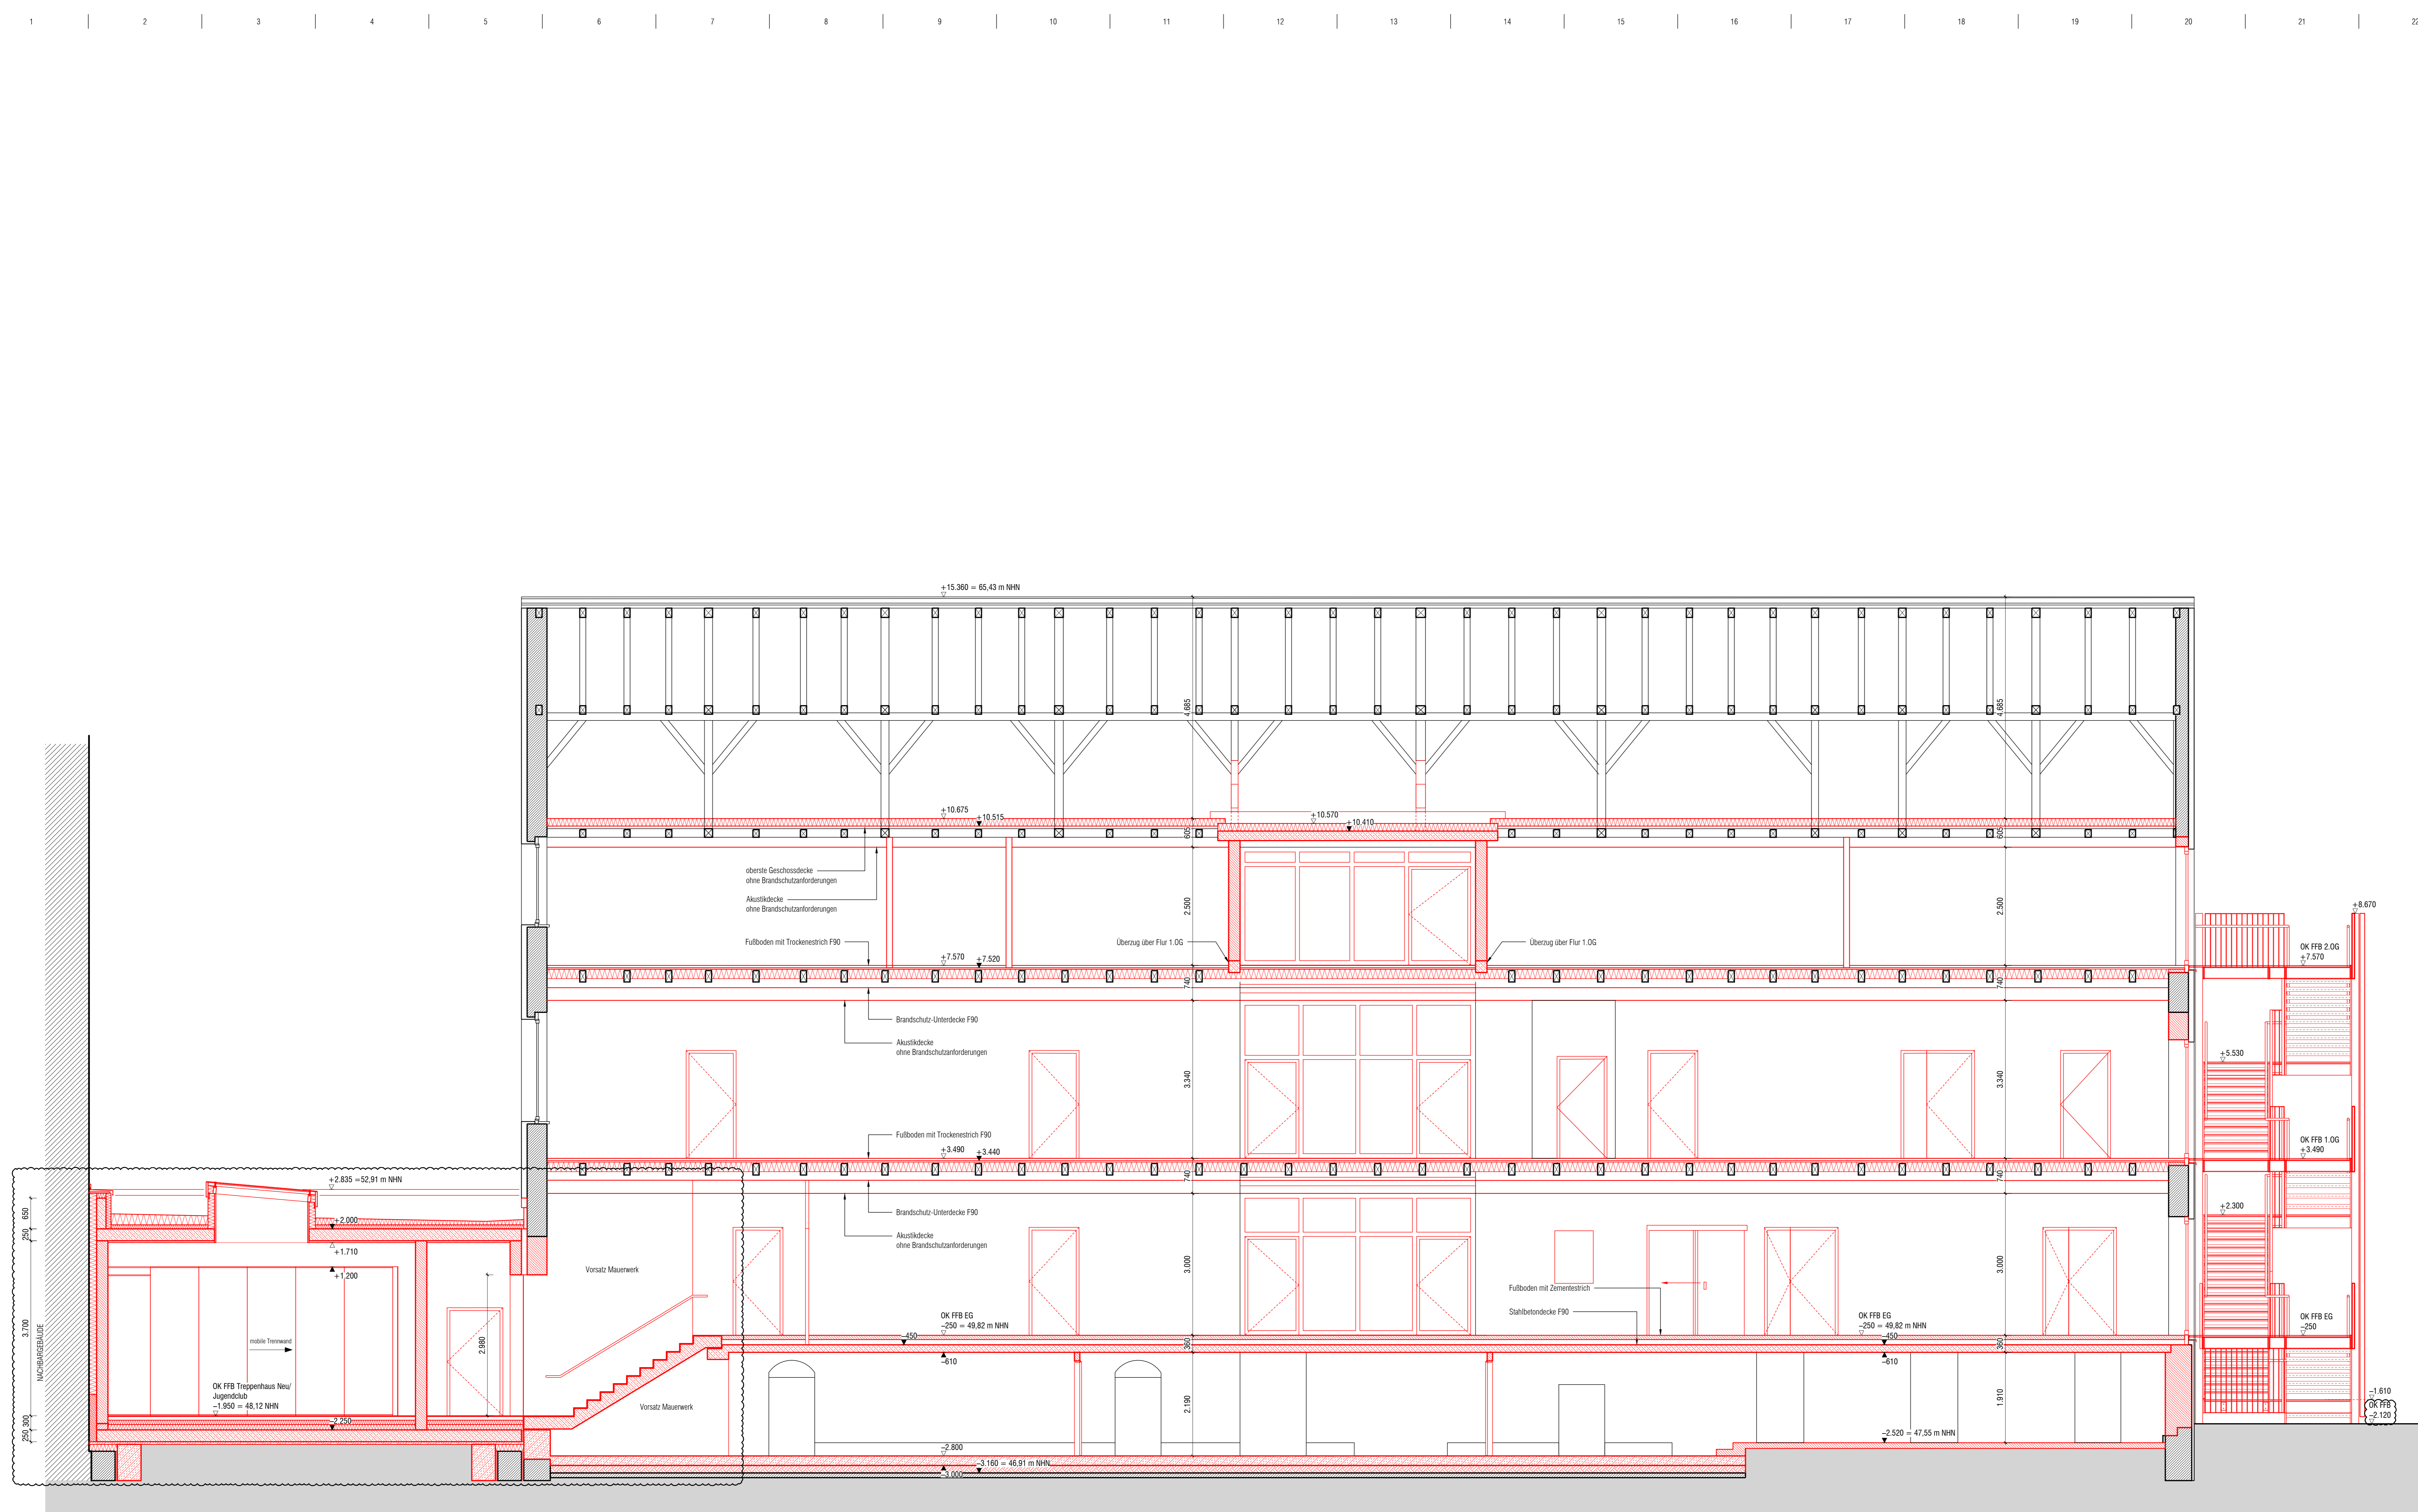 1 2 3 4 5 6 7 8 9 10 11 12 13 14 15 16 17 18 19 20 21 22
+15.360 = 65,43 m NHN
4.685
4.685
+10.675
+10.515
+10.570
+10.410
605
605
oberste Geschossdecke
ohne Brandschutzanforderungen
Akustikdecke
ohne Brandschutzanforderungen
2.500
2.500
+8.670
Fußboden mit Trockenestrich F90
Überzug über Flur 1.OG
Überzug über Flur 1.OG
OK FFB 2.OG
+7.570
+7.570
+7.520
740
740
Brandschutz-Unterdecke F90
Akustikdecke
ohne Brandschutzanforderungen
+5.530
3.340
3.340
Fußboden mit Trockenestrich F90
+3.490
+3.440
OK FFB 1.OG
+3.490
740
740
+2.835 =52,91 m NHN
650
250
+2.000
+1.710
+1.200
Brandschutz-Unterdecke F90
Akustikdecke
ohne Brandschutzanforderungen
+2.300
Vorsatz Mauerwerk
3.000
3.000
Fußboden mit Zementestrich
Stahlbetondecke F90
OK FFB EG
–250 = 49,82 m NHN
–450
–610
OK FFB EG
–250 = 49,82 m NHN
–450
–610
OK FFB EG
–250
360
360
3.700
NACHBARGEBÄUDE
mobile Trennwand
2.980
OK FFB Treppenhaus Neu/
Jugendclub
–1.950 = 48,12 NHN
–2.250
300
250
Vorsatz Mauerwerk
2.190
1.910
–1.610
OK FFB
–2.120
–2.800
–3.160 = 46,91 m NHN
–3.000
–2.520 = 47,55 m NHN